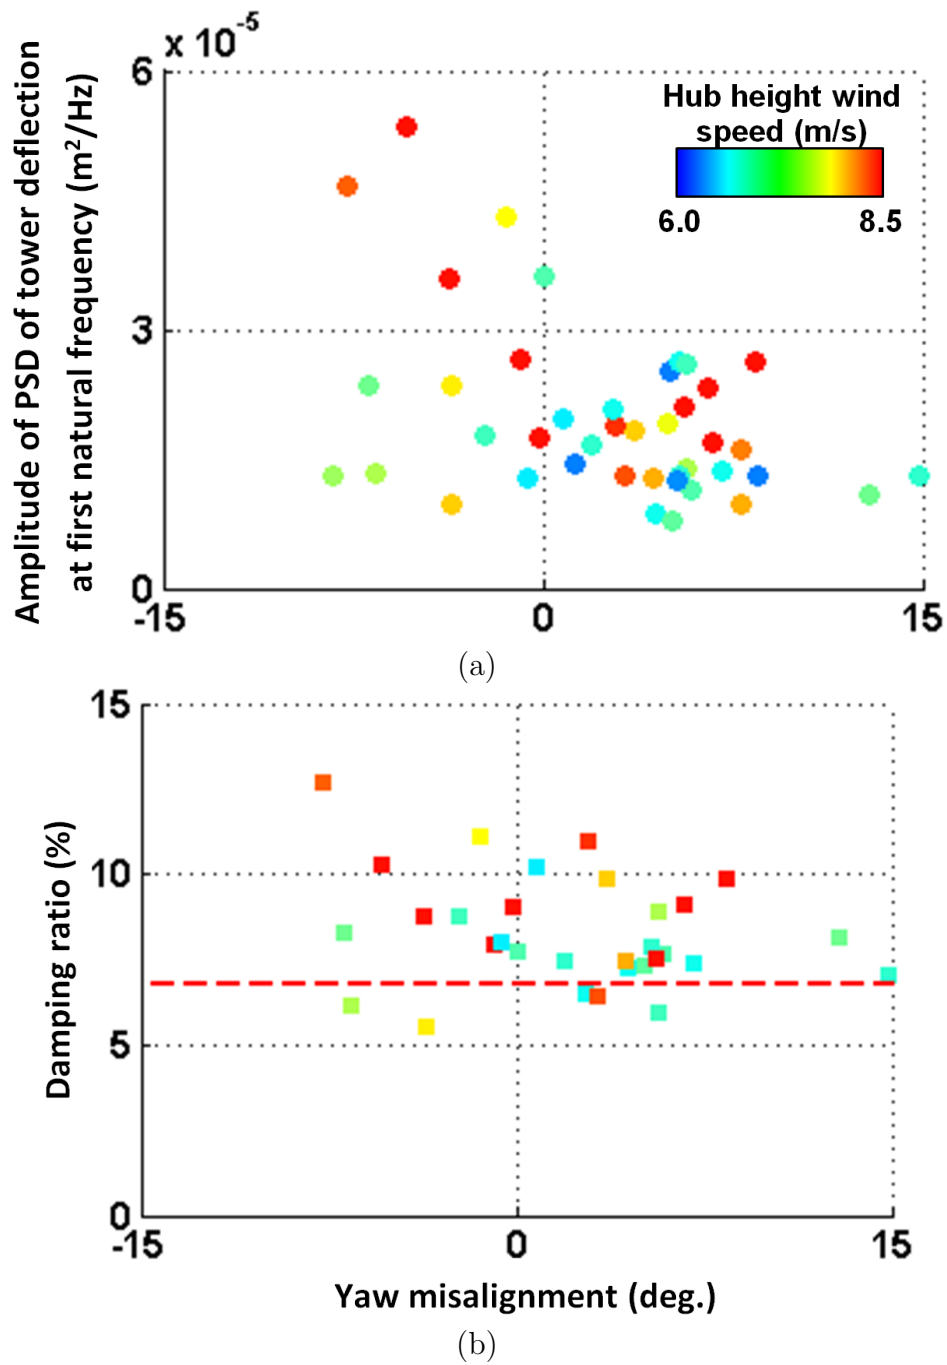 x 10-5
Amplitude of PSD of tower deflection
at first natural frequency (m2/Hz)
6
3
0
-15
0
15
Hub height wind
speed (m/s)
6.0
8.5
(a)
Damping ratio (%)
15
10
5
0
-15
0
15
Yaw misalignment (deg.)
(b)